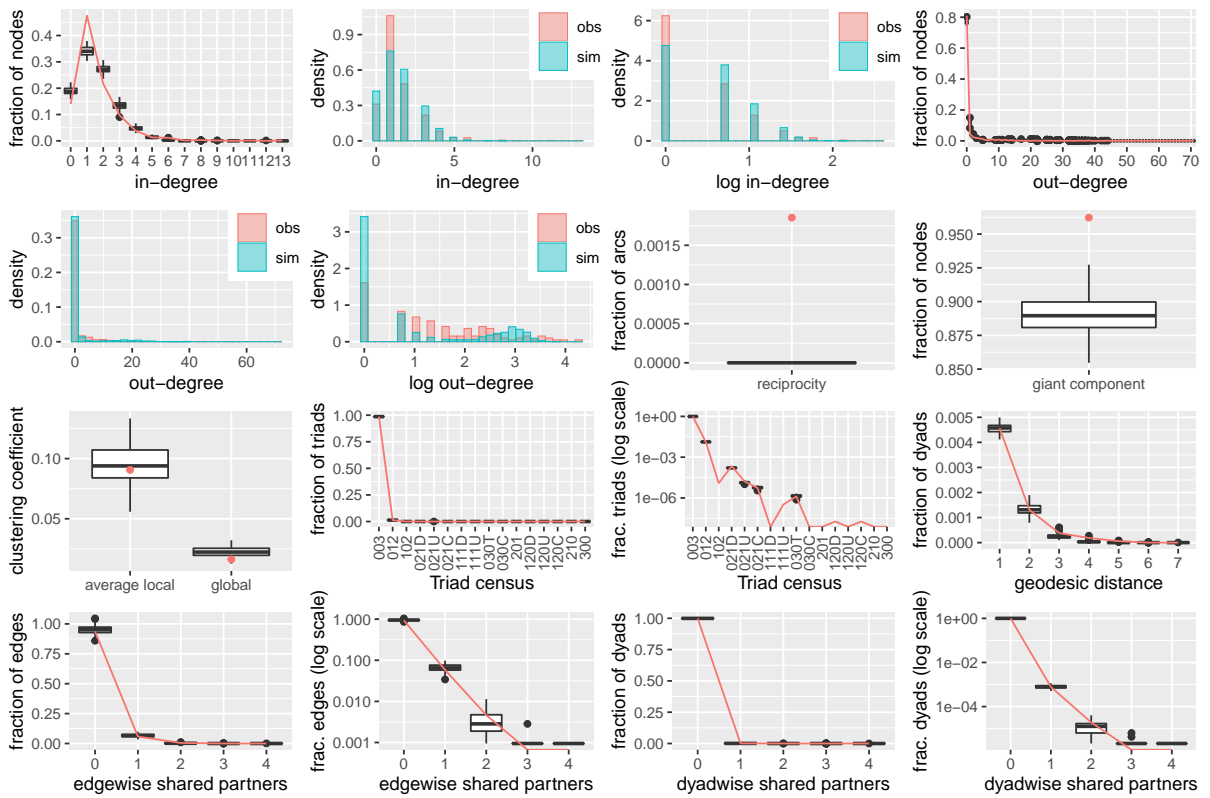 fraction of nodes
0.4
0.3
0.2
0.1
0.0
0 1 2 3 4 5 6 7 8 9 10 11 12 13
in−degree
density
0.9
0.6
0.3
0.0
0 5 10
in−degree
obs
sim
density
6
4
2
0
0 1 2
log in−degree
obs
sim
fraction of nodes
0.8
0.6
0.4
0.2
0.0
0 10 20 30 40 50 60 70
out−degree
density
0.3
0.2
0.1
0.0
0 20 40 60
out−degree
obs
sim
density
3
2
1
0
0 1 2 3 4
log out−degree
obs
sim
fraction of arcs
0.0015
0.0010
0.0005
0.0000
reciprocity
fraction of nodes
0.950
0.925
0.900
0.875
0.850
giant component
clustering coefficient
0.10
0.05
average local global
fraction of triads
1.00
0.75
0.50
0.25
0.00
003 012 102 021D 021U 021C 111D 111U 030T 030C 201 120D 120U 120C 210 300
Triad census
frac. triads (log scale)
1e+00
1e−03
1e−06
003 012 102 021D 021U 021C 111D 111U 030T 030C 201 120D 120U 120C 210 300
Triad census
fraction of dyads
0.005
0.004
0.003
0.002
0.001
0.000
1 2 3 4 5 6 7
geodesic distance
fraction of edges
1.00
0.75
0.50
0.25
0.00
0 1 2 3 4
edgewise shared partners
frac. edges (log scale)
1.000
0.100
0.010
0.001
0 1 2 3 4
edgewise shared partners
fraction of dyads
1.00
0.75
0.50
0.25
0.00
0 1 2 3 4
dyadwise shared partners
frac. dyads (log scale)
1e+00
1e−02
1e−04
0 1 2 3 4
dyadwise shared partners